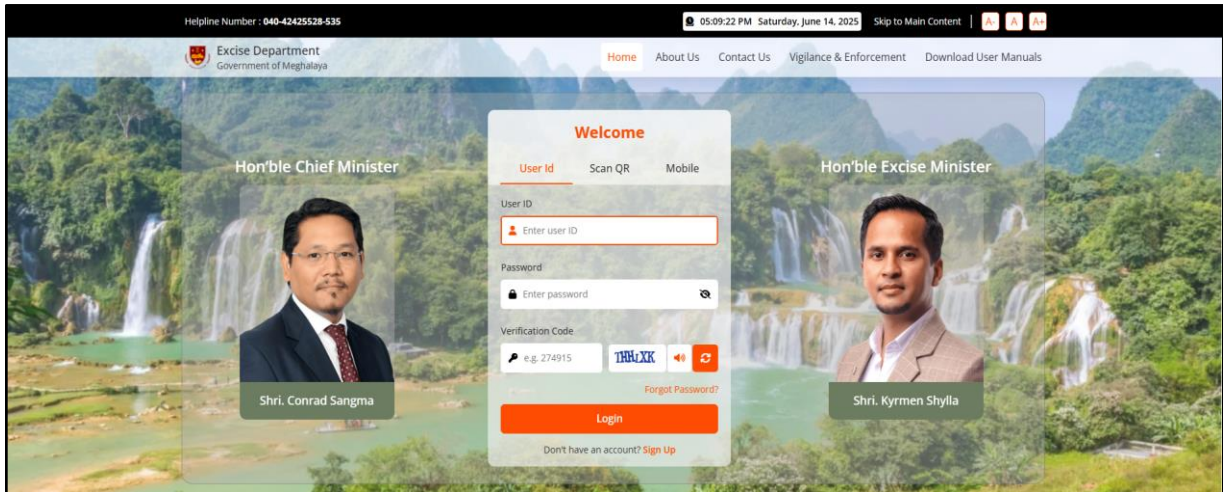 Helpline Number : 040-42425528-535
05:09:22 PM Saturday, June 14, 2025 Skip to Main Content | A- A A+
Excise Department
Government of Meghalaya
Home About Us Contact Us Vigilance & Enforcement Download User Manuals
Welcome
User Id Scan QR Mobile
Hon'ble Chief Minister
Shri. Conrad Sangma
User ID
Enter user ID
Password
Enter password
Verification Code
e.g. 274915
Forgot Password?
Login
Don't have an account? Sign Up
Hon'ble Excise Minister
Shri. Kyrmen Shylla